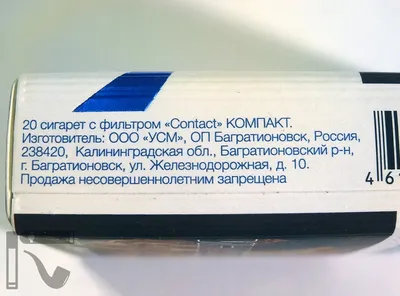 20 сигарет с фильтром «Contact» КОМПАКТ.
Изготовитель: ООО «УСМ», ОП Багратионовск, Россия,
238420, Калининградская обл., Багратионовский р-н,
г. Багратионовск, ул. Железнодорожная, д. 10.
Продажа несовершеннолетним запрещена
4 6